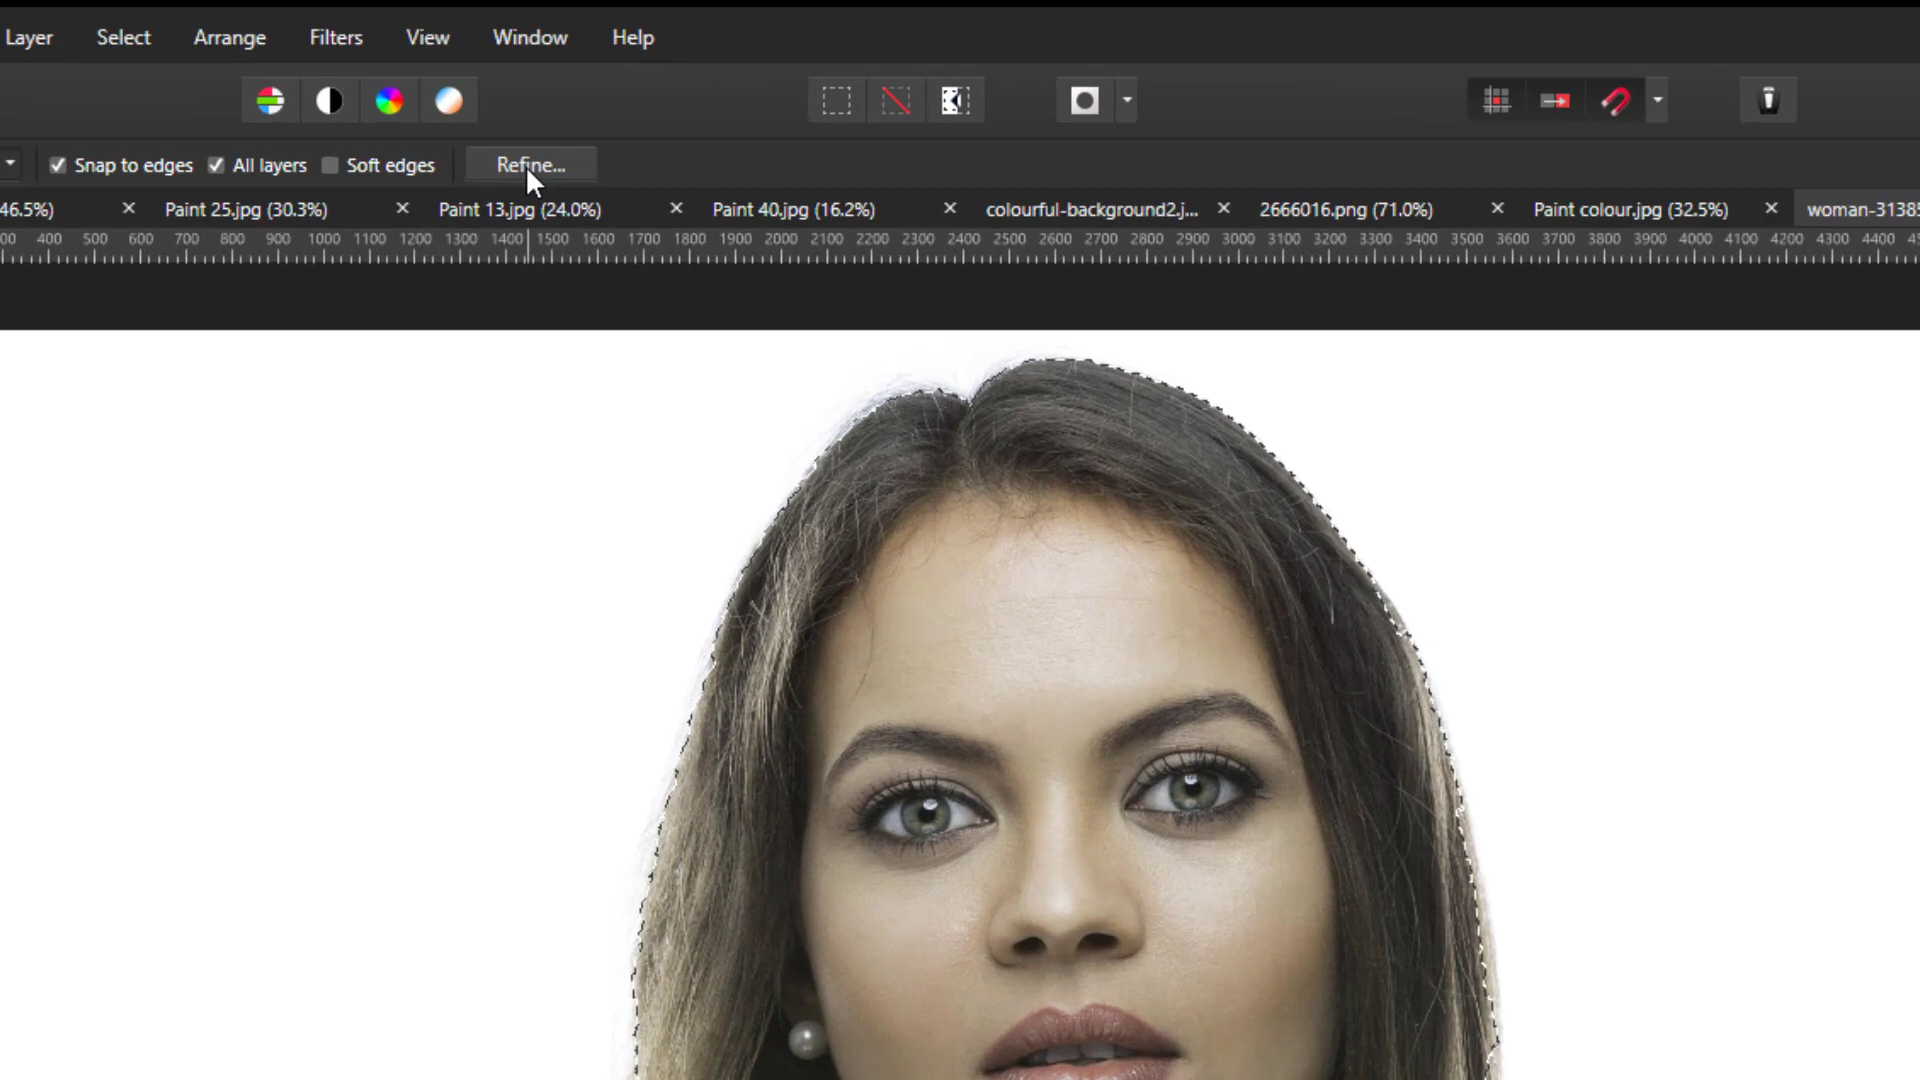 Layer Select Arrange Filters View Window Help
Snap to edges All layers Soft edges Refine...
46.5%) Paint 25.jpg (30.3%) Paint 13.jpg (24.0%) Paint 40.jpg (16.2%) colourful-background2.j... 2666016.png (71.0%) Paint colour.jpg (32.5%) woman-31385
00 400 500 600 700 800 900 1000 1100 1200 1300 1400 1500 1600 1700 1800 1900 2000 2100 2200 2300 2400 2500 2600 2700 2800 2900 3000 3100 3200 3300 3400 3500 3600 3700 3800 3900 4000 4100 4200 4300 4400 45